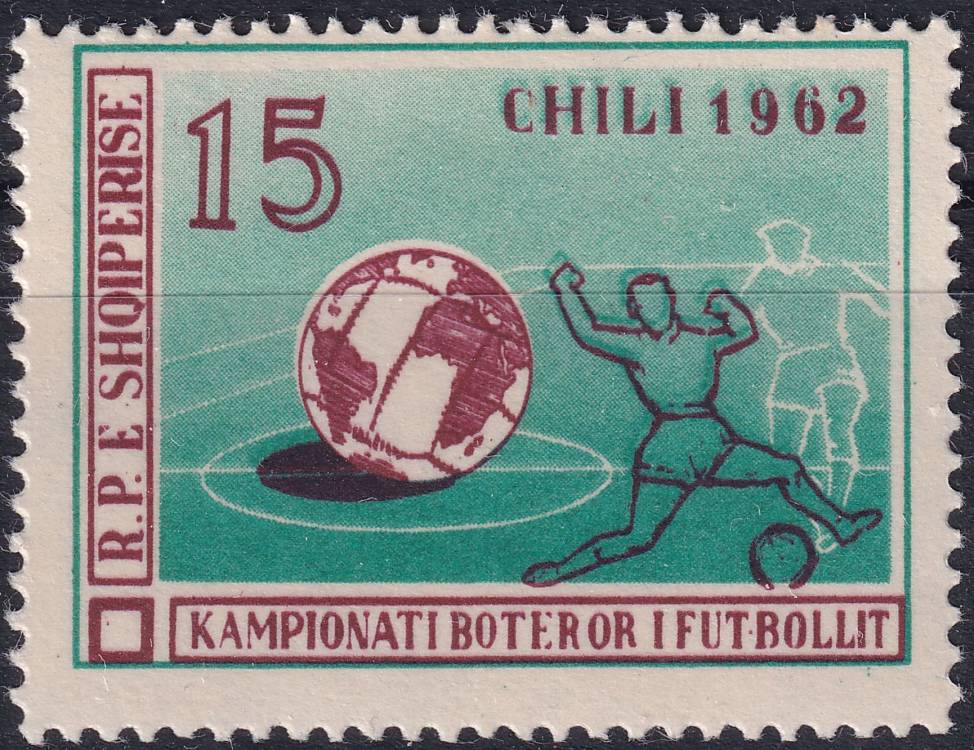 15
CHILI 1962
R.P. E SHQIPERISE
KAMPIONATI BOTEROR I FUT·BOLLIT